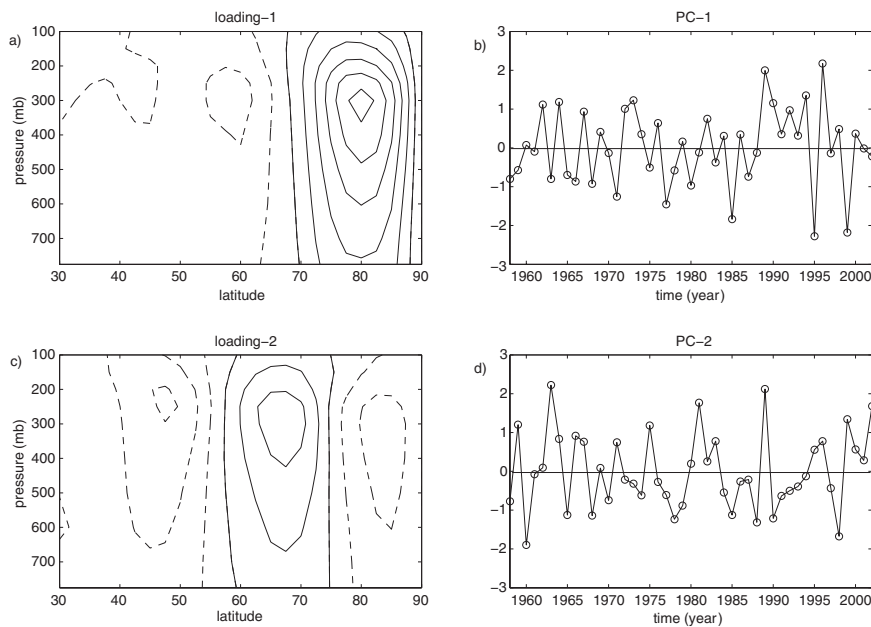 loading-1
a)
pressure (mb)
100
200
300
400
500
600
700
30 40 50 60 70 80 90
latitude
PC-1
b)
3
2
1
0
−1
−2
−3
1960 1965 1970 1975 1980 1985 1990 1995 2000
time (year)
loading-2
c)
pressure (mb)
100
200
300
400
500
600
700
30 40 50 60 70 80 90
latitude
PC-2
d)
3
2
1
0
−1
−2
−3
1960 1965 1970 1975 1980 1985 1990 1995 2000
time (year)